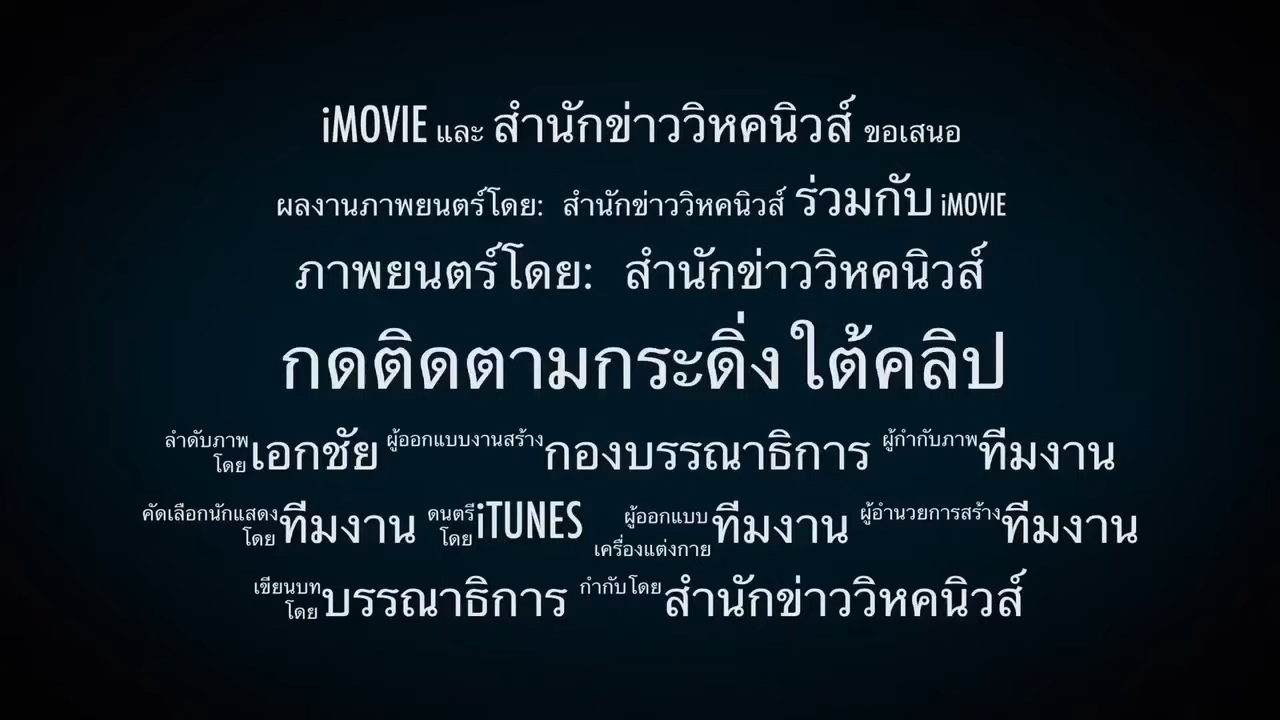 iMOVIE และ สำนักข่าววิหคนิวส์ ขอเสนอ
ผลงานภาพยนตร์โดย: สำนักข่าววิหคนิวส์ ร่วมกับ iMOVIE
ภาพยนตร์โดย: สำนักข่าววิหคนิวส์
กดติดตามกระดิ่ง ใต้คลิป
ลำดับภาพโดย เอกชัย ผู้ออกแบบงานสร้าง กองบรรณาธิการ ผู้กำกับภาพ ทีมงาน
คัดเลือกนักแสดงโดย ทีมงาน ดนตรีโดย iTUNES ผู้ออกแบบเครื่องแต่งกาย ทีมงาน ผู้อำนวยการสร้าง ทีมงาน
เขียนบทโดย บรรณาธิการ กำกับโดย สำนักข่าววิหคนิวส์